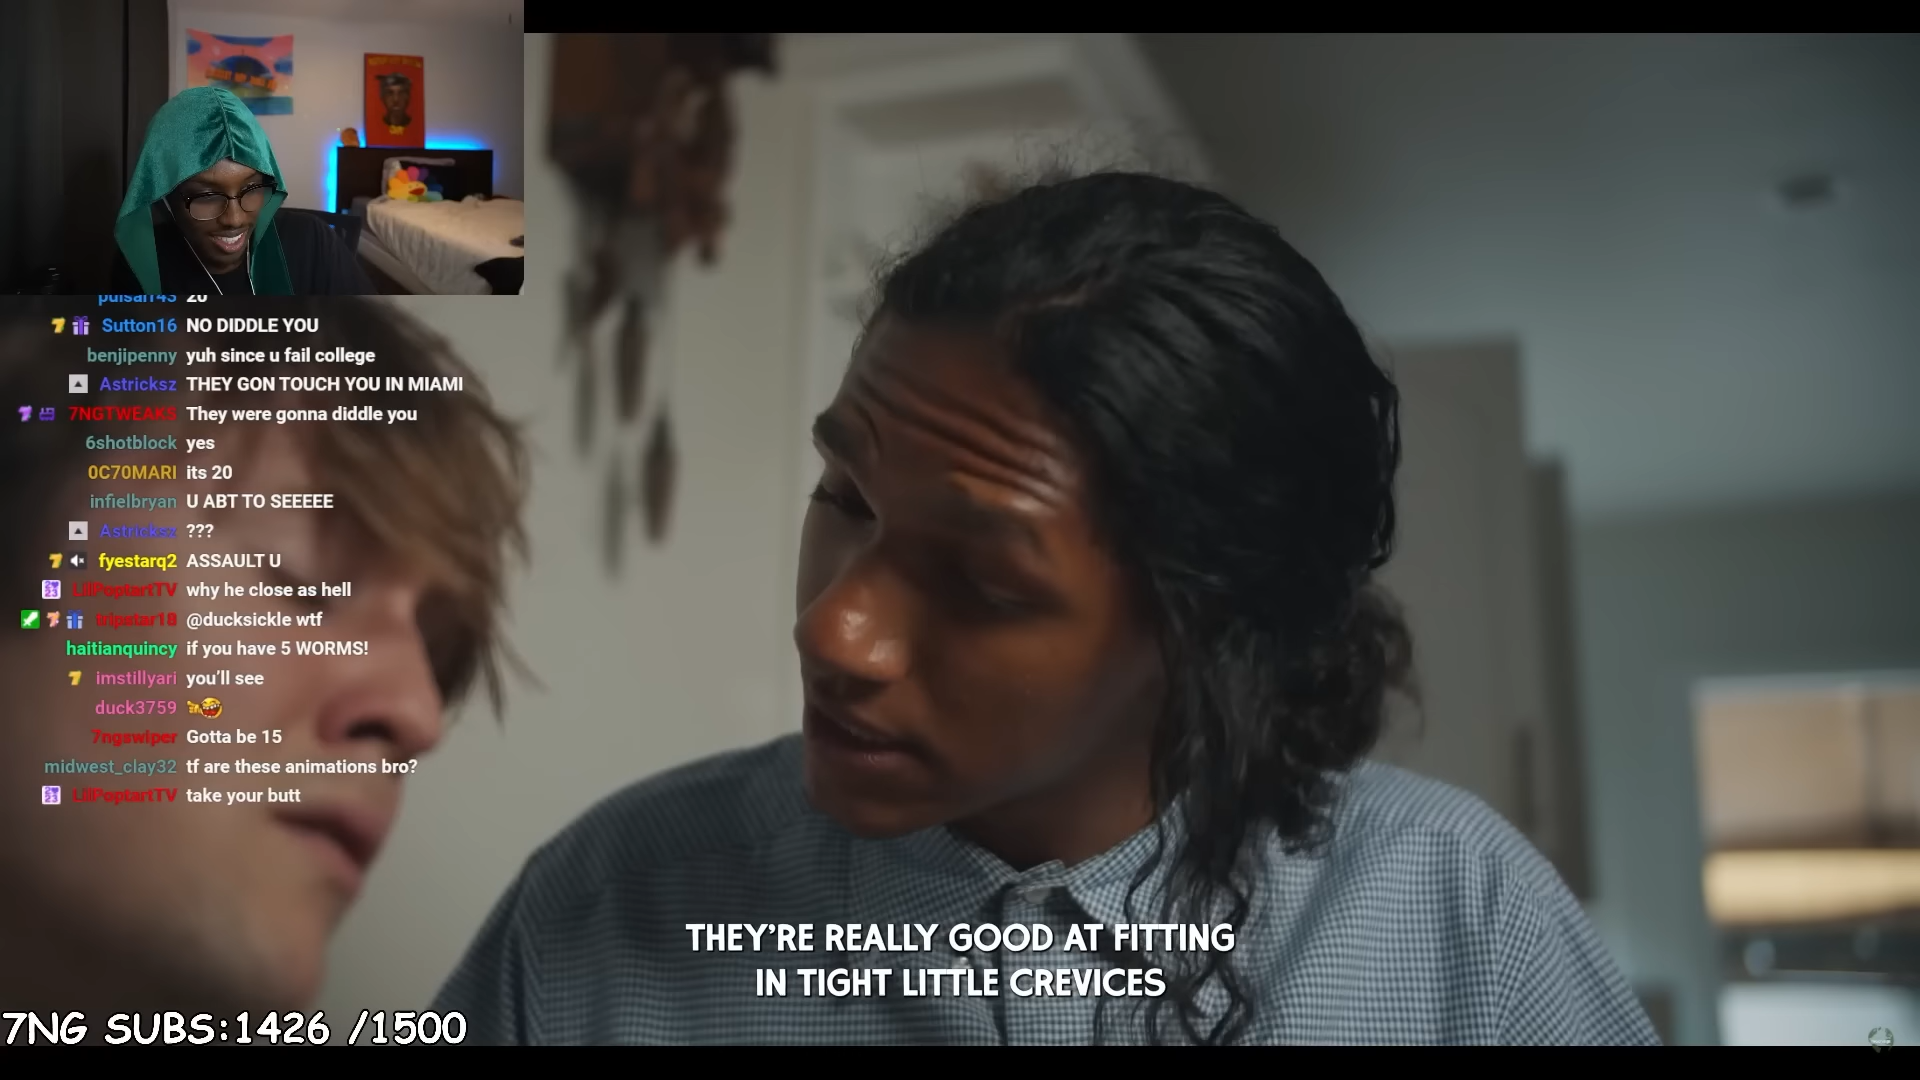 20
Sutton16 NO DIDDLE YOU
benjipenny yuh since u fail college
Astricksz THEY GON TOUCH YOU IN MIAMI
7NGTWEAKS They were gonna diddle you
6shotblock yes
0C70MARI its 20
infielbryan U ABT TO SEEEEE
Astricksz ???
fyestarq2 ASSAULT U
LilPoptartTV why he close as hell
tripstar18 @ducksickle wtf
haitianquincy if you have 5 WORMS!
imstillyari you'll see
duck3759
7ngswiper Gotta be 15
midwest_clay32 tf are these animations bro?
LilPoptartTV take your butt
THEY'RE REALLY GOOD AT FITTING
IN TIGHT LITTLE CREVICES
7NG SUBS:1426 /1500